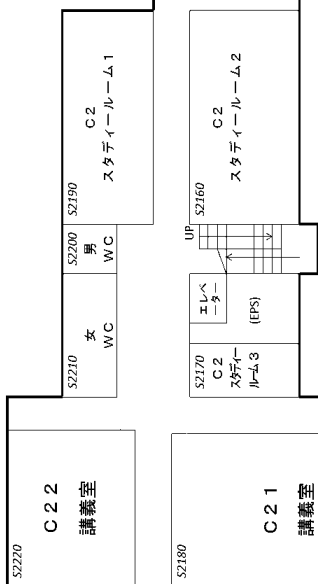 S2190
C2
スタディールーム1
S2160
C2
スタディールーム2
S2200
男
WC
UP
S2210
女
WC
エレベ
ーター
(EPS)
S2170
C2
スタディー
ルーム3
S2220
C22
講義室
S2180
C21
講義室